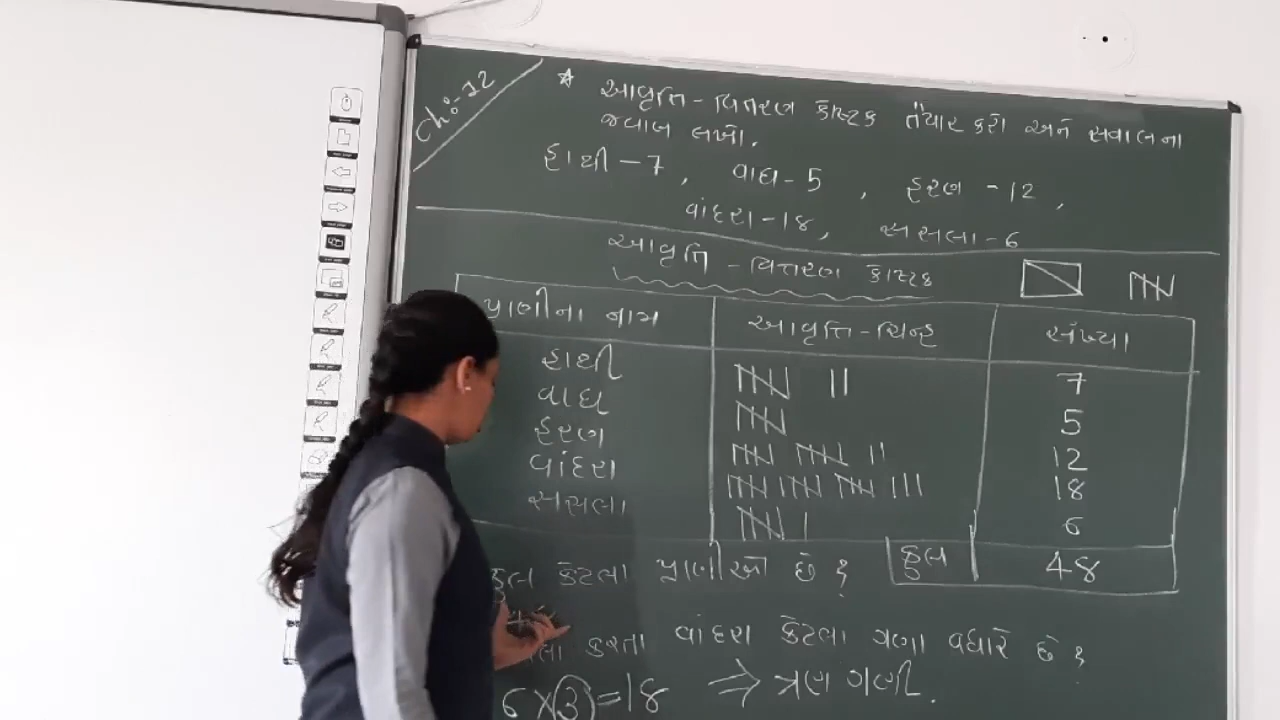 Ch:-12
* આવૃત્તિ-વિતરણ કોષ્ટક તૈયાર કરો અને સવાલના
જવાબ લખો.
હાથી-7, વાઘ-5, હરણ-12,
વાંદરા-18, સસલા-6
આવૃત્તિ-વિતરણ કોષ્ટક
પ્રાણીના નામ આવૃત્તિ-ચિન્હ સંખ્યા
હાથી 7
વાઘ 5
હરણ 12
વાંદરા 18
સસલા 6
કુલ કેટલા પ્રાણીઓ છે? કુલ 48
કરતા વાંદરા કેટલા ગણા વધારે છે?
6×3=18 ⇒ ત્રણ ગણી.